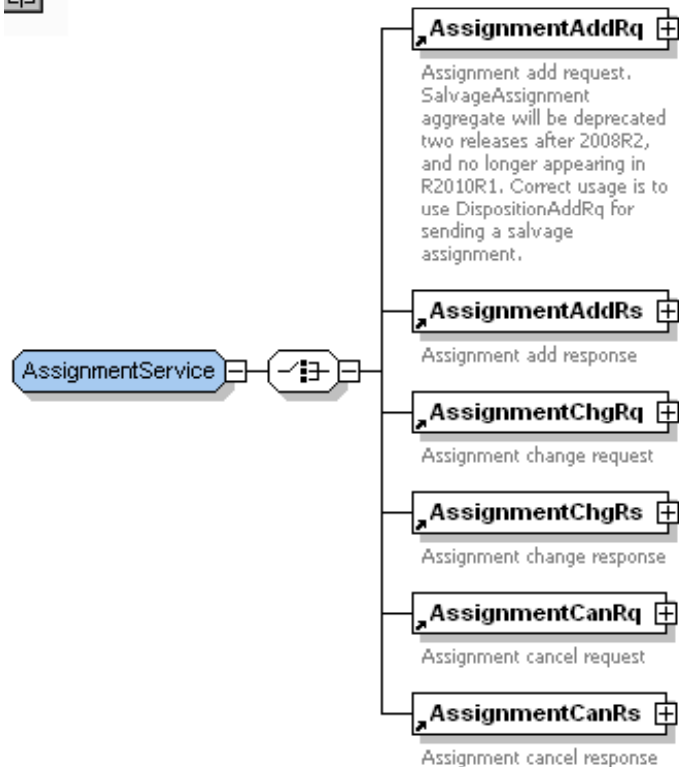 AssignmentAddRq
Assignment add request.
SalvageAssignment
aggregate will be deprecated
two releases after 2008R2,
and no longer appearing in
R2010R1. Correct usage is to
use DispositionAddRq for
sending a salvage
assignment.
AssignmentAddRs
Assignment add response
AssignmentService
AssignmentChgRq
Assignment change request
AssignmentChgRs
Assignment change response
AssignmentCanRq
Assignment cancel request
AssignmentCanRs
Assignment cancel response